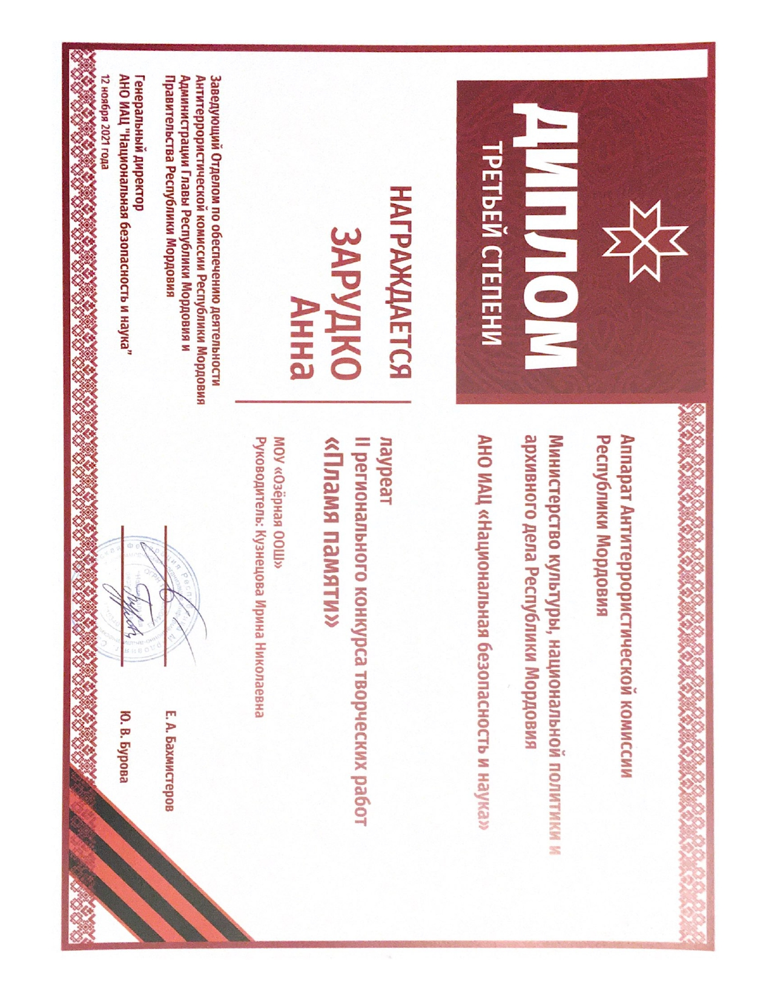 ДИПЛОМ
ТРЕТЬЕЙ СТЕПЕНИ
Аппарат Антитеррористической комиссии
Республики Мордовия
Министерство культуры, национальной политики и
архивного дела Республики Мордовия
АНО ИАЦ «Национальная безопасность и наука»
НАГРАЖДАЕТСЯ
ЗАРУДКО
Анна
лауреат
II регионального конкурса творческих работ
«Пламя памяти»
МОУ «Озёрная ООШ»
Руководитель: Кузнецова Ирина Николаевна
Заведующий Отделом по обеспечению деятельности
Антитеррористической комиссии Республики Мордовия
Администрации Главы Республики Мордовия и
Правительства Республики Мордовия
Е. А. Бахмистеров
Генеральный директор
АНО ИАЦ "Национальная безопасность и наука"
Ю. В. Бурова
12 ноября 2021 года